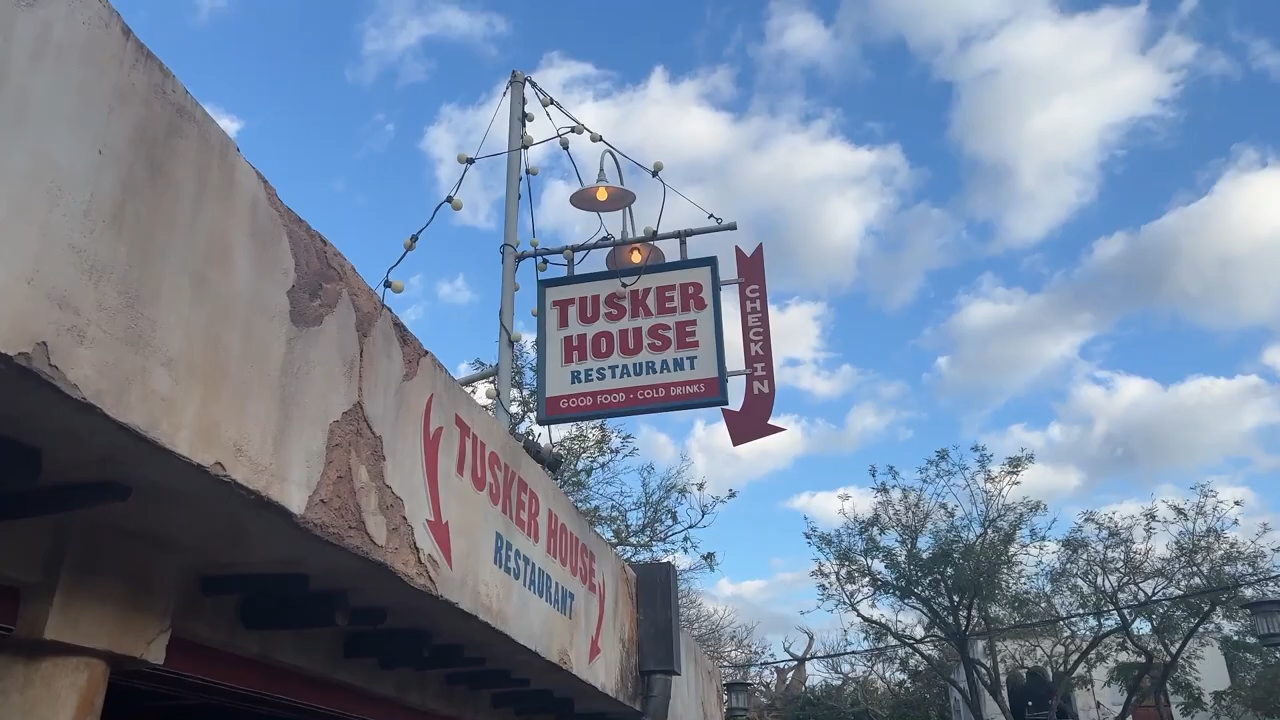 TUSKER
HOUSE
RESTAURANT
GOOD FOOD · COLD DRINKS
CHECK IN
TUSKER HOUSE
RESTAURANT